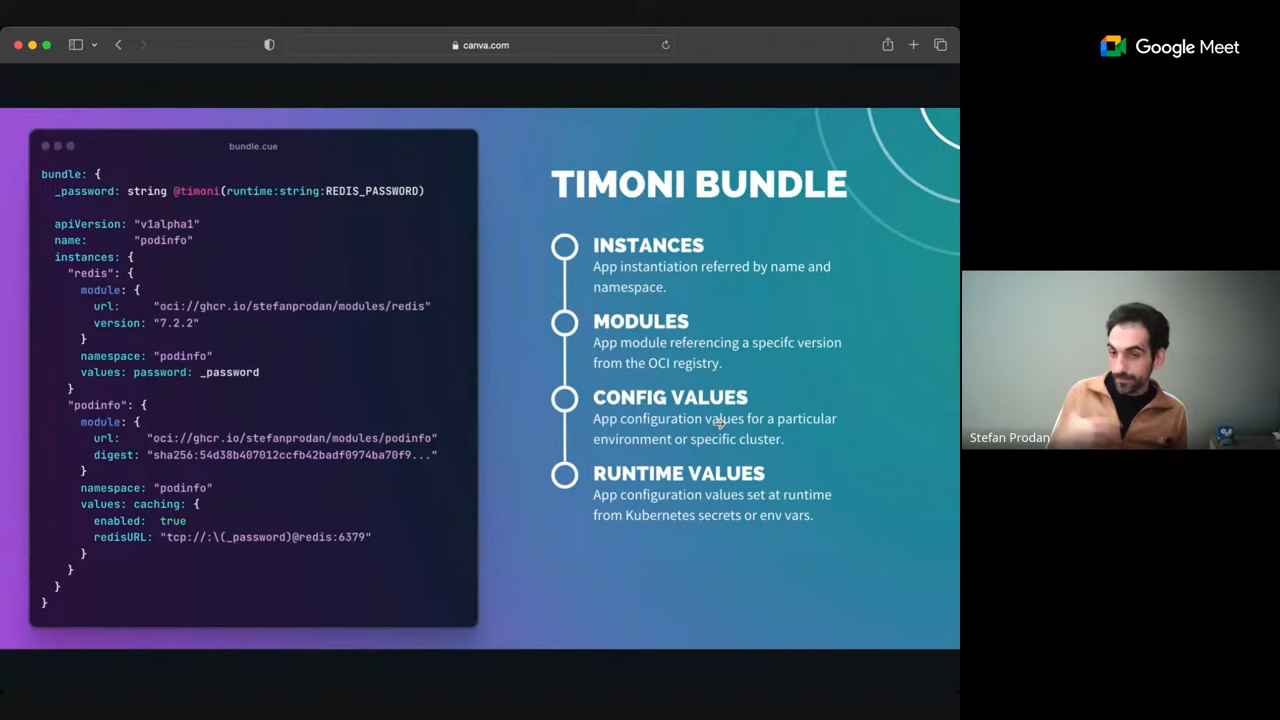 canva.com
Google Meet
bundle.cue
bundle: {
  _password: string @timoni(runtime:string:REDIS_PASSWORD)
  apiVersion: "v1alpha1"
  name:       "podinfo"
  instances: {
    "redis": {
      module: {
        url:     "oci://ghcr.io/stefanprodan/modules/redis"
        version: "7.2.2"
      }
      namespace: "podinfo"
      values: password: _password
    }
    "podinfo": {
      module: {
        url:    "oci://ghcr.io/stefanprodan/modules/podinfo"
        digest: "sha256:54d38b407012ccfb42badf0974ba70f9..."
      }
      namespace: "podinfo"
      values: caching: {
        enabled:  true
        redisURL: "tcp://:\(_password)@redis:6379"
      }
    }
  }
}
TIMONI BUNDLE
INSTANCES
App instantiation referred by name and
namespace.
MODULES
App module referencing a specifc version
from the OCI registry.
CONFIG VALUES
App configuration values for a particular
environment or specific cluster.
RUNTIME VALUES
App configuration values set at runtime
from Kubernetes secrets or env vars.
Stefan Prodan